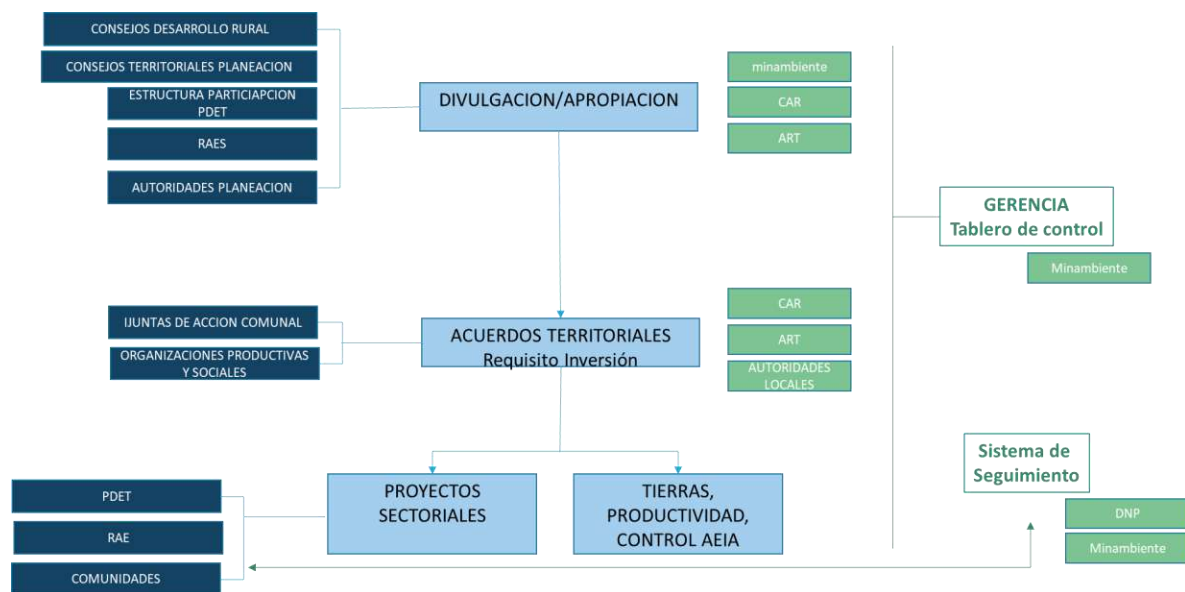 CONSEJOS DESARROLLO RURAL
CONSEJOS TERRITORIALES PLANEACION
ESTRUCTURA PARTICIAPCION
PDET
RAES
AUTORIDADES PLANEACION
DIVULGACION/APROPIACION
minambiente
CAR
ART
GERENCIA
Tablero de control
Minambiente
IJUNTAS DE ACCION COMUNAL
ORGANIZACIONES PRODUCTIVAS
Y SOCIALES
ACUERDOS TERRITORIALES
Requisito Inversión
CAR
ART
AUTORIDADES
LOCALES
Sistema de
Seguimiento
DNP
Minambiente
PDET
RAE
COMUNIDADES
PROYECTOS
SECTORIALES
TIERRAS,
PRODUCTIVIDAD,
CONTROL AEIA